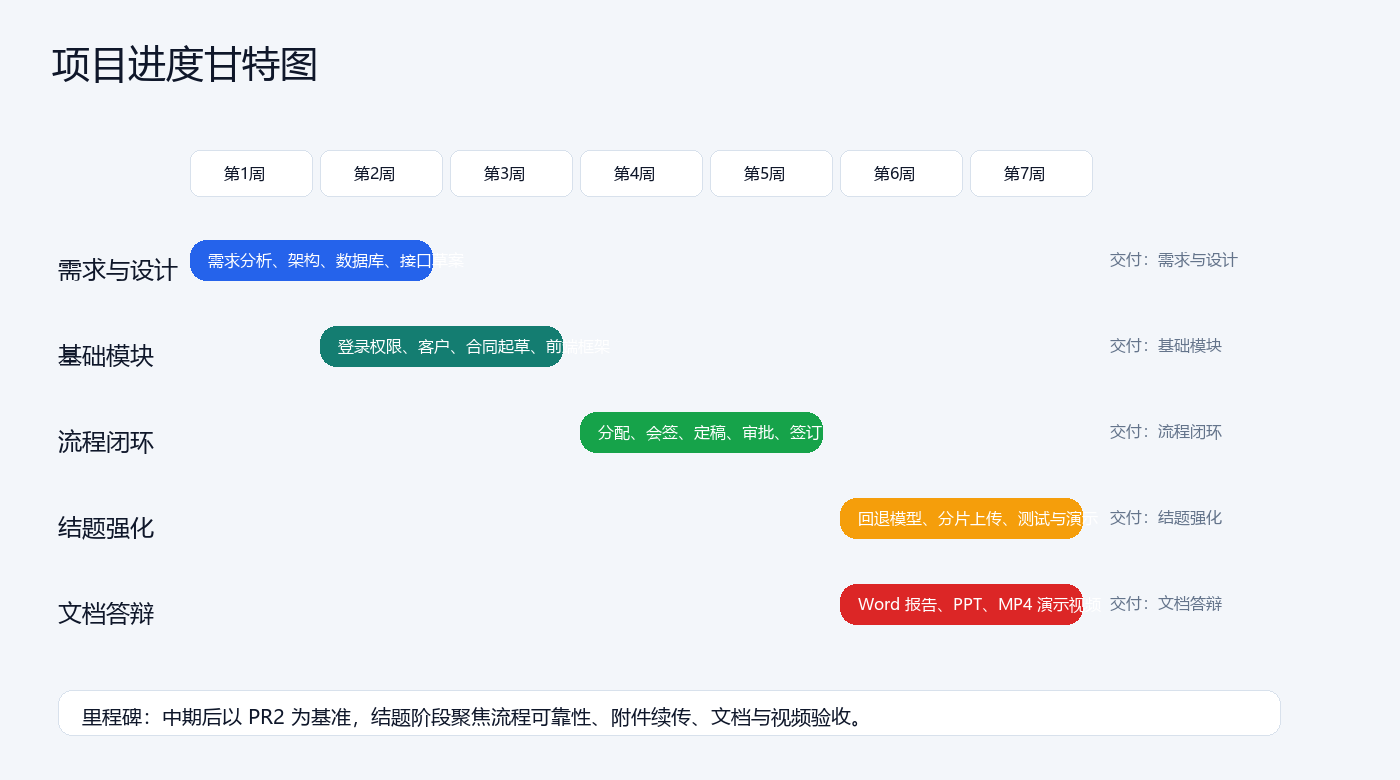 项目进度甘特图
第1周 第2周 第3周 第4周 第5周 第6周 第7周
需求与设计 需求分析、架构、数据库、接口草案 交付：需求与设计
基础模块 登录权限、客户、合同起草、前端框架 交付：基础模块
流程闭环 分配、会签、定稿、审批、签订 交付：流程闭环
结题强化 回退模型、分片上传、测试与演示 交付：结题强化
文档答辩 Word 报告、PPT、MP4 演示视频 交付：文档答辩
里程碑：中期后以 PR2 为基准，结题阶段聚焦流程可靠性、附件续传、文档与视频验收。